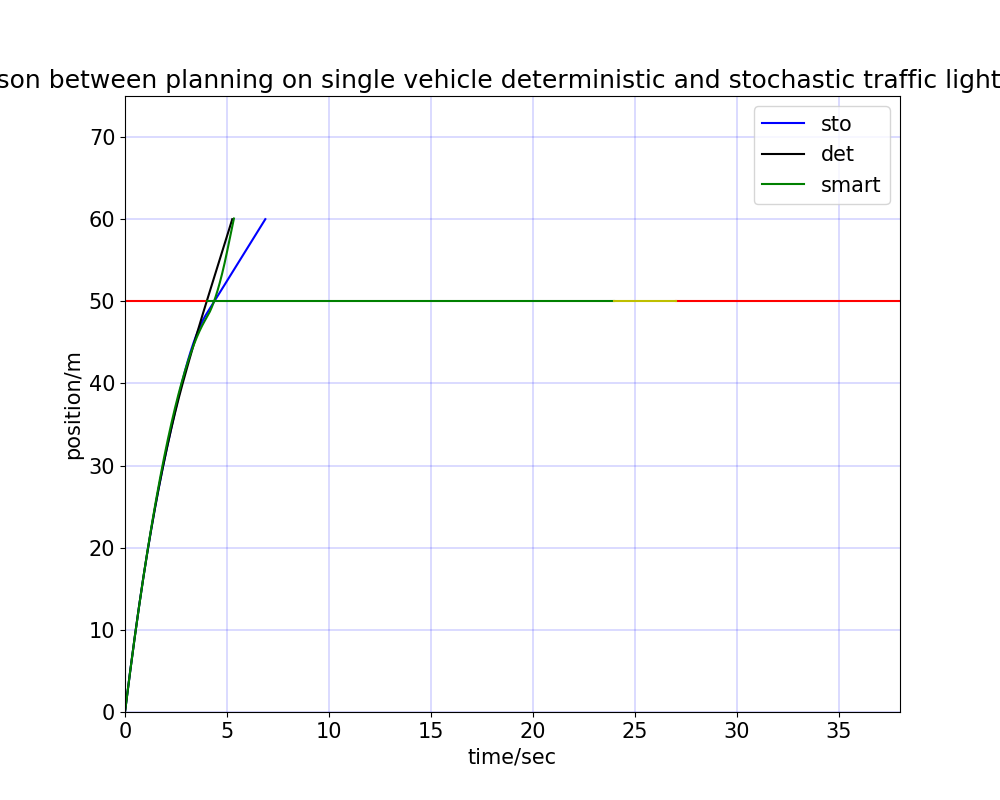 son between planning on single vehicle deterministic and stochastic traffic light
sto
det
smart
70
60
50
40
30
20
10
0
position/m
0 5 10 15 20 25 30 35
time/sec